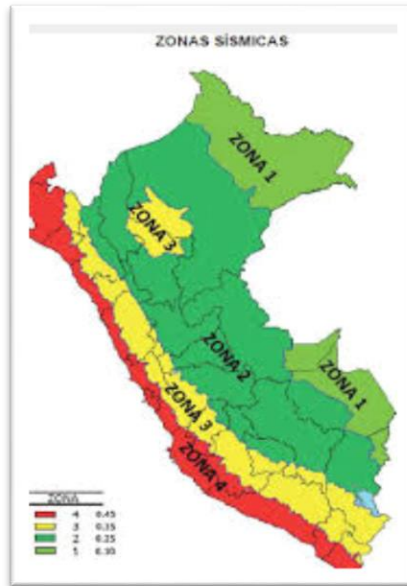 ZONAS SÍSMICAS
ZONA 1
ZONA 3
ZONA 2
ZONA 1
ZONA 3
ZONA 4
ZONA
4 0.45
3 0.35
2 0.25
1 0.10